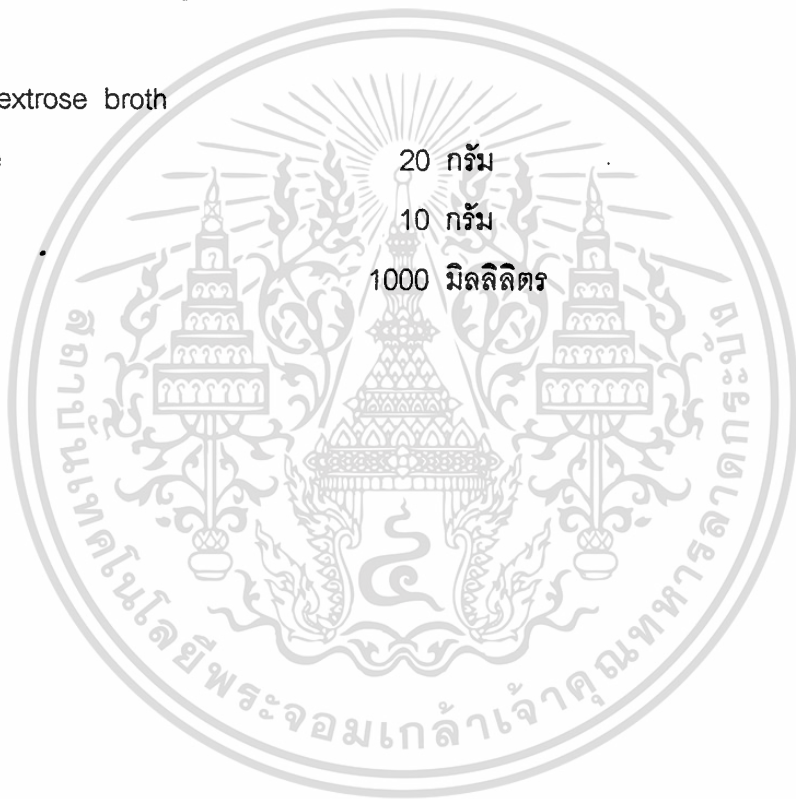 extrose broth
20 กรัม
10 กรัม
1000 มิลลิลิตร
สถาบันเทคโนโลยีพระจอมเกล้าเจ้าคุณทหารลาดกระบัง